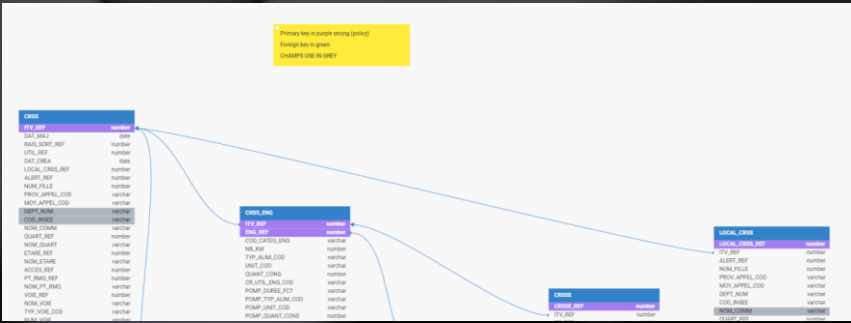 Primary key in purple strong (policy)
Foreign key in green
CHAMPS USE IN GREY
CRSS
ITV_REF number
DAT_MAJ date
RAIS_SORT_REF number
UTIL_REF number
DAT_CREA date
LOCAL_CRSS_REF number
ALERT_REF number
NUM_FILLE number
PROV_APPEL_COD varchar
MOY_APPEL_COD varchar
DEPT_NUM varchar
COD_INSEE varchar
NOM_COMM varchar
QUART_REF number
NOM_QUART varchar
ETARE_REF number
NOM_ETARE varchar
ACCES_REF number
PT_RMQ_REF number
NOM_PT_RMQ varchar
VOIE_REF number
NOM_VOIE varchar
TYP_VOIE_COD varchar
NUM_VOIE number
CRSS_ENG
ITV_REF number
ENG_REF number
COD_CATEG_ENG varchar
NB_KM number
TYP_ALIM_COD varchar
UNIT_COD varchar
QUANT_CONS number
CR_UTIL_ENG_COD varchar
POMP_DUREE_FCT varchar
POMP_TYP_ALIM_COD varchar
POMP_UNIT_COD varchar
POMP_QUANT_CONS number
CRSSE
CRSSE_REF number
ITV_REF number
LOCAL_CRSS
LOCAL_CRSS_REF number
ITV_REF number
ALERT_REF number
NUM_FILLE number
PROV_APPEL_COD varchar
MOY_APPEL_COD varchar
DEPT_NUM varchar
COD_INSEE varchar
NOM_COMM varchar
QUART_REF number